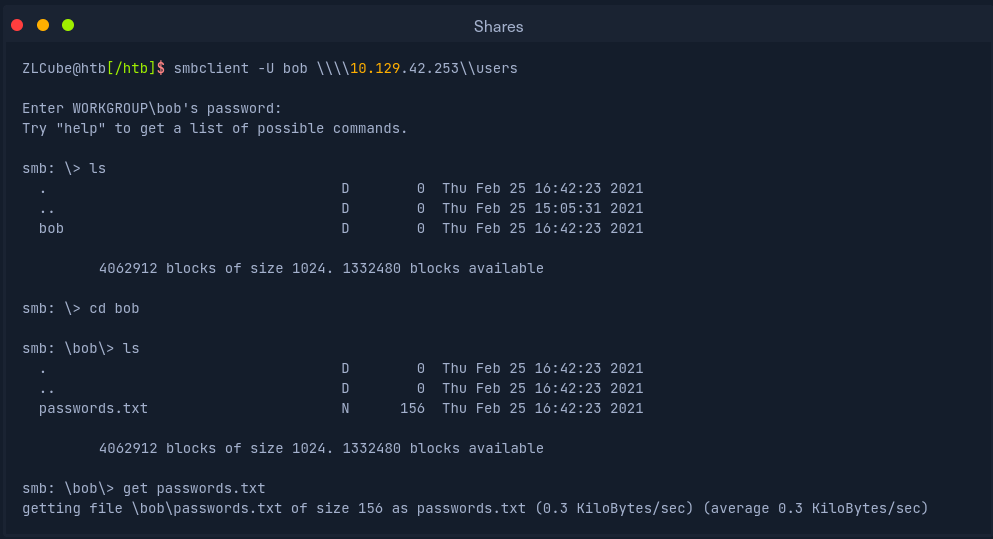 Shares
ZLCube@htb[/htb]$ smbclient -U bob \\\\10.129.42.253\\users
Enter WORKGROUP\bob's password:
Try "help" to get a list of possible commands.
smb: \> ls
  .                                   D        0  Thu Feb 25 16:42:23 2021
  ..                                  D        0  Thu Feb 25 15:05:31 2021
  bob                                 D        0  Thu Feb 25 16:42:23 2021
         4062912 blocks of size 1024. 1332480 blocks available
smb: \> cd bob
smb: \bob\> ls
  .                                   D        0  Thu Feb 25 16:42:23 2021
  ..                                  D        0  Thu Feb 25 16:42:23 2021
  passwords.txt                       N      156  Thu Feb 25 16:42:23 2021
         4062912 blocks of size 1024. 1332480 blocks available
smb: \bob\> get passwords.txt
getting file \bob\passwords.txt of size 156 as passwords.txt (0.3 KiloBytes/sec) (average 0.3 KiloBytes/sec)